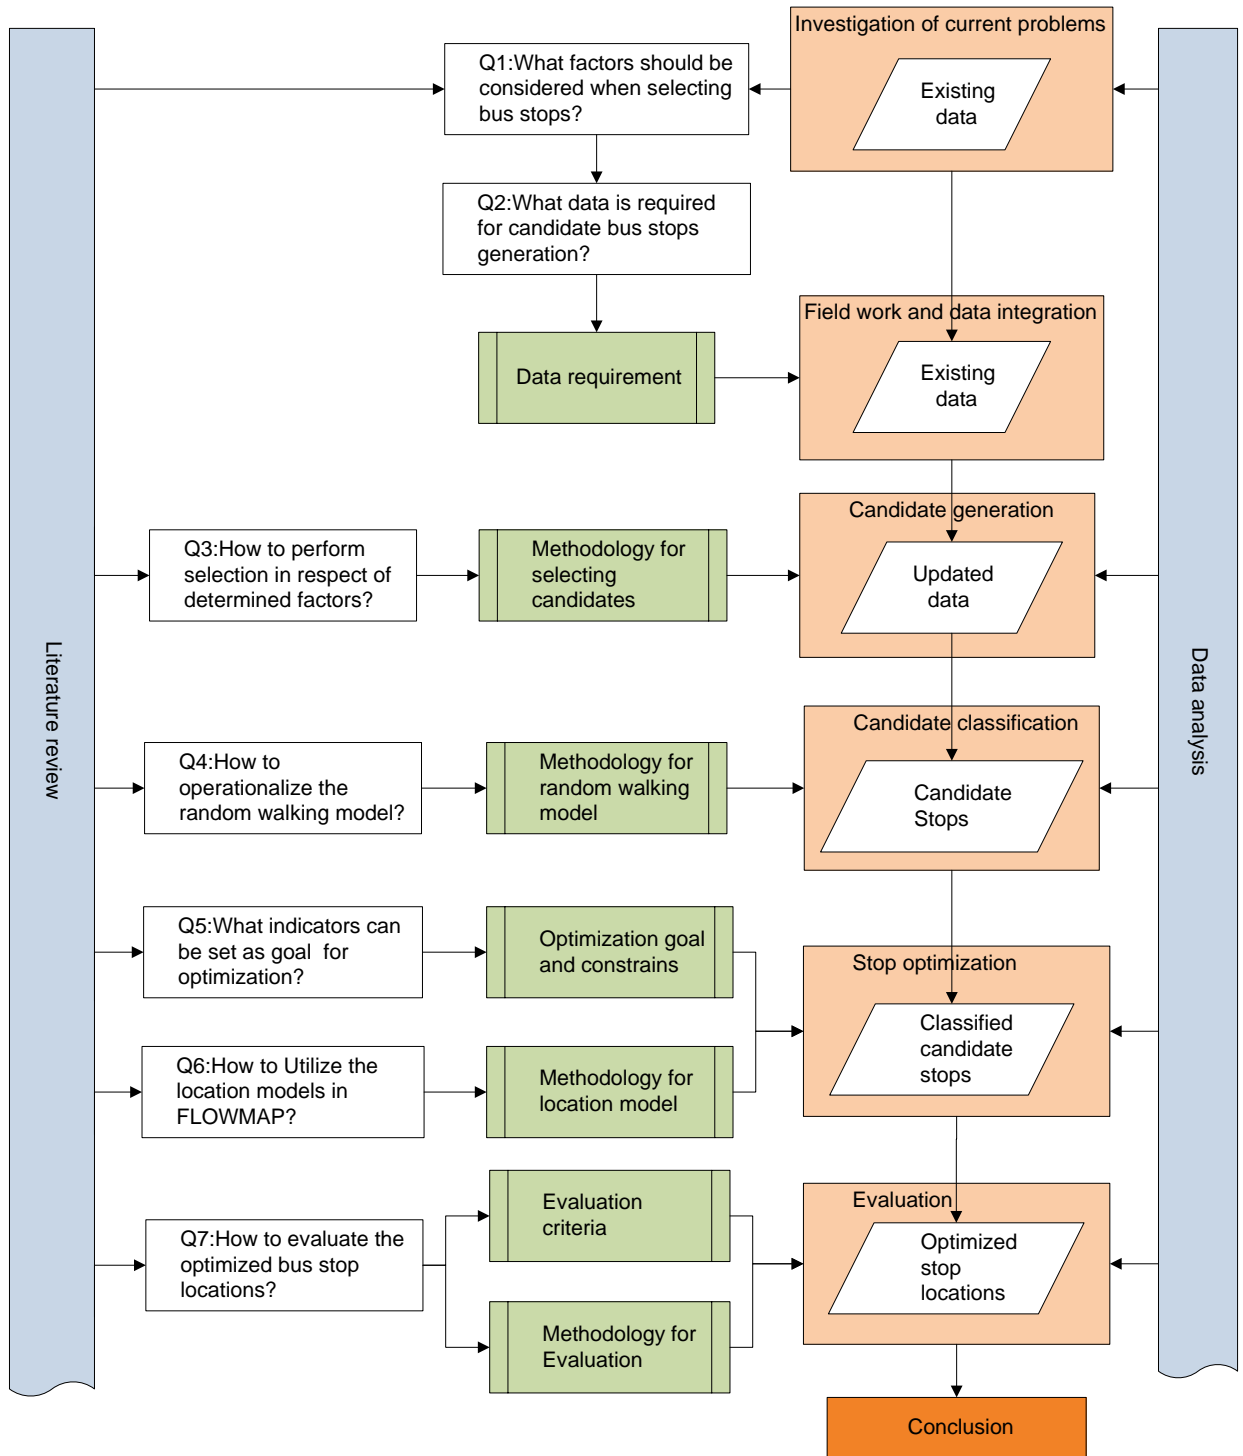 Investigation of current problems
Existing
data
Q1:What factors should be
considered when selecting
bus stops?
Q2:What data is required
for candidate bus stops
generation?
Field work and data integration
Existing
data
Data requirement
Candidate generation
Updated
data
Q3:How to perform
selection in respect of
determined factors?
Methodology for
selecting
candidates
Literature review
Data analysis
Candidate classification
Candidate
Stops
Q4:How to
operationalize the
random walking model?
Methodology for
random walking
model
Q5:What indicators can
be set as goal  for
optimization?
Optimization goal
and constrains
Stop optimization
Classified
candidate
stops
Q6:How to Utilize the
location models in
FLOWMAP?
Methodology for
location model
Evaluation
criteria
Evaluation
Optimized
stop
locations
Q7:How to evaluate the
optimized bus stop
locations?
Methodology for
Evaluation
Conclusion